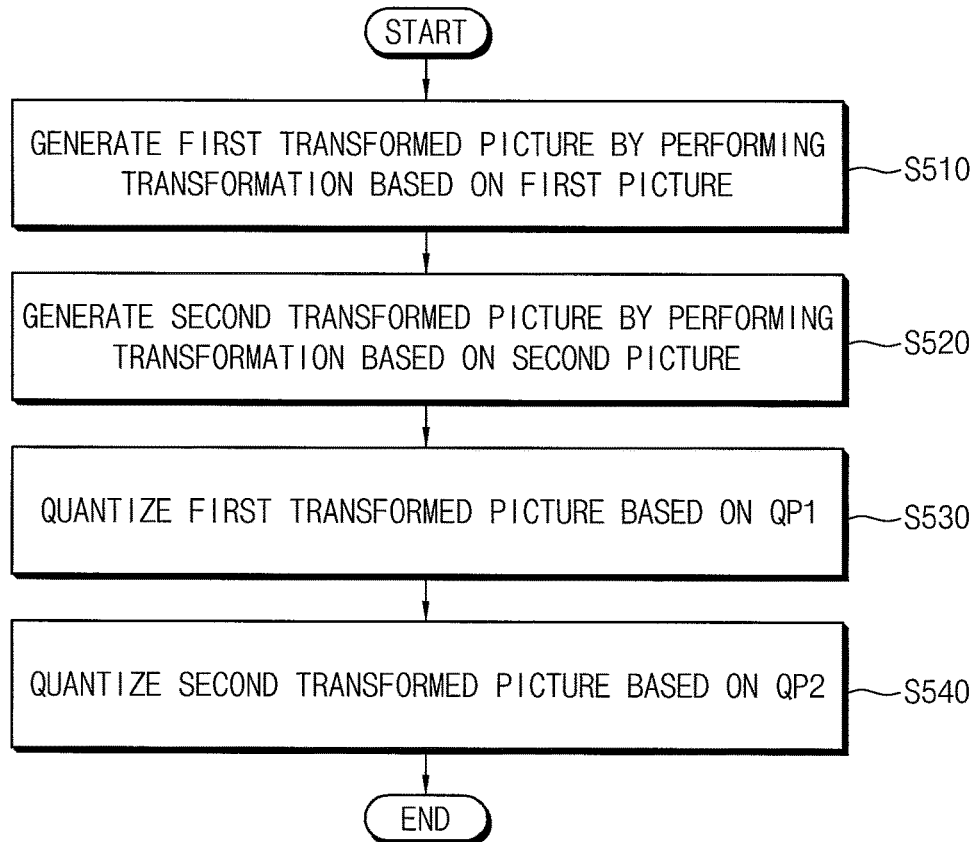 START
GENERATE FIRST TRANSFORMED PICTURE BY PERFORMING
TRANSFORMATION BASED ON FIRST PICTURE
S510
GENERATE SECOND TRANSFORMED PICTURE BY PERFORMING
TRANSFORMATION BASED ON SECOND PICTURE
S520
QUANTIZE FIRST TRANSFORMED PICTURE BASED ON QP1
S530
QUANTIZE SECOND TRANSFORMED PICTURE BASED ON QP2
S540
END